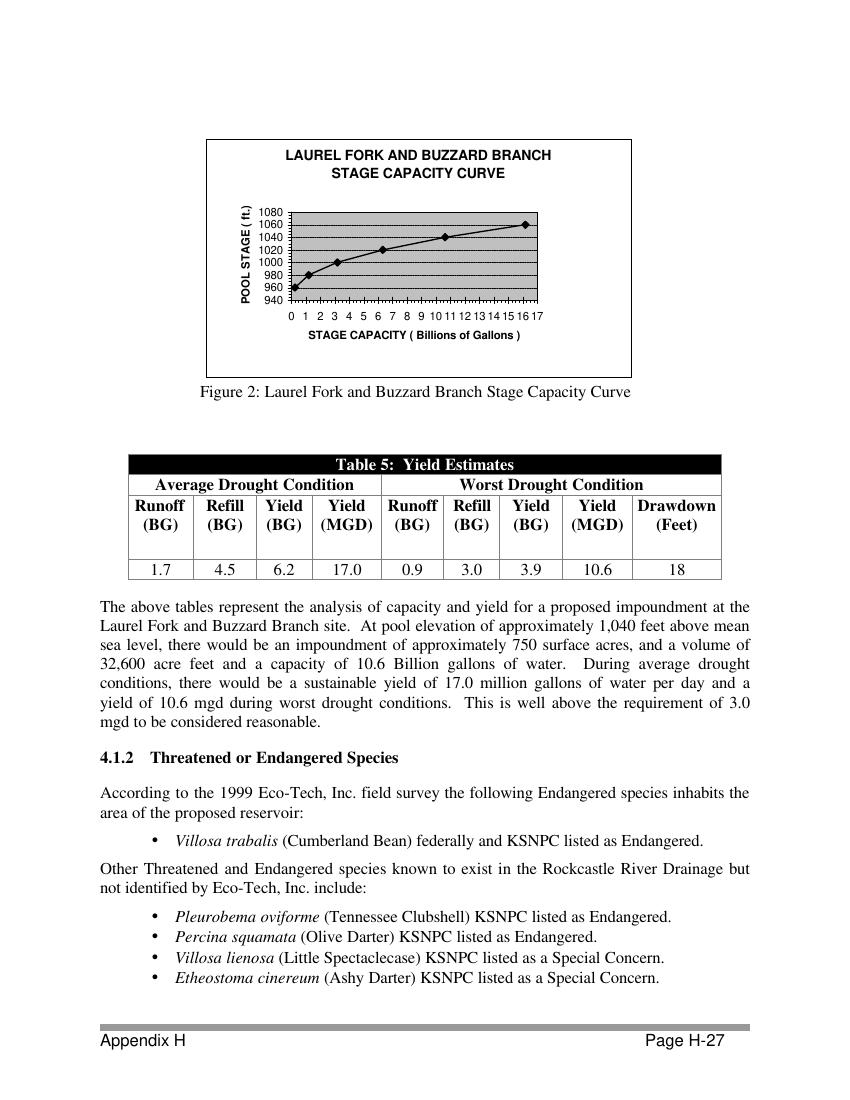 LAUREL FORK AND BUZZARD BRANCH
STAGE CAPACITY CURVE
POOL STAGE ( ft.)
1080
1060
1040
1020
1000
980
960
940
0 1 2 3 4 5 6 7 8 9 10 11 12 13 14 15 16 17
STAGE CAPACITY ( Billions of Gallons )
Figure 2: Laurel Fork and Buzzard Branch Stage Capacity Curve
Table 5: Yield Estimates
Average Drought Condition Worst Drought Condition
Runoff Refill Yield Yield Runoff Refill Yield Yield Drawdown
(BG) (BG) (BG) (MGD) (BG) (BG) (BG) (MGD) (Feet)
1.7 4.5 6.2 17.0 0.9 3.0 3.9 10.6 18
The above tables represent the analysis of capacity and yield for a proposed impoundment at the
Laurel Fork and Buzzard Branch site. At pool elevation of approximately 1,040 feet above mean
sea level, there would be an impoundment of approximately 750 surface acres, and a volume of
32,600 acre feet and a capacity of 10.6 Billion gallons of water. During average drought
conditions, there would be a sustainable yield of 17.0 million gallons of water per day and a
yield of 10.6 mgd during worst drought conditions. This is well above the requirement of 3.0
mgd to be considered reasonable.
4.1.2 Threatened or Endangered Species
According to the 1999 Eco-Tech, Inc. field survey the following Endangered species inhabits the
area of the proposed reservoir:
• Villosa trabalis (Cumberland Bean) federally and KSNPC listed as Endangered.
Other Threatened and Endangered species known to exist in the Rockcastle River Drainage but
not identified by Eco-Tech, Inc. include:
• Pleurobema oviforme (Tennessee Clubshell) KSNPC listed as Endangered.
• Percina squamata (Olive Darter) KSNPC listed as Endangered.
• Villosa lienosa (Little Spectaclecase) KSNPC listed as a Special Concern.
• Etheostoma cinereum (Ashy Darter) KSNPC listed as a Special Concern.
Appendix H Page H-27